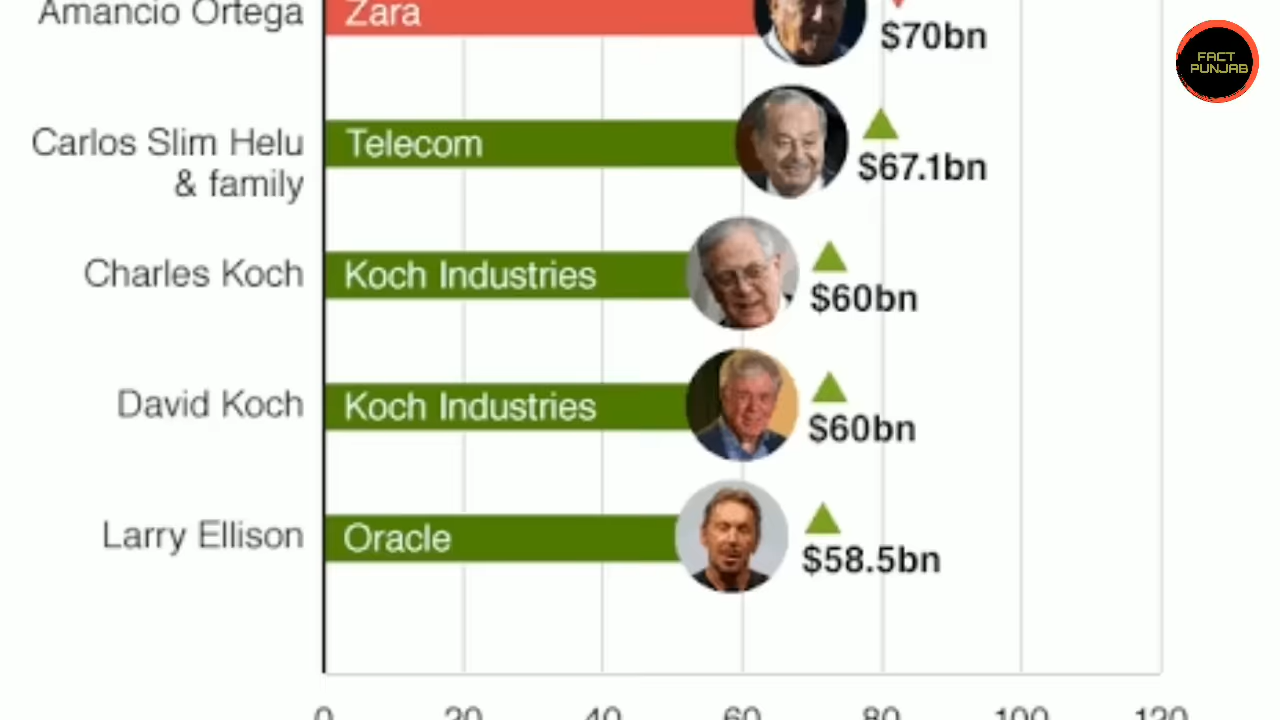 Amancio Ortega
Zara
$70bn
FACT
PUNJAB
Carlos Slim Helu
& family
Telecom
$67.1bn
Charles Koch
Koch Industries
$60bn
David Koch
Koch Industries
$60bn
Larry Ellison
Oracle
$58.5bn
0 20 40 60 80 100 120